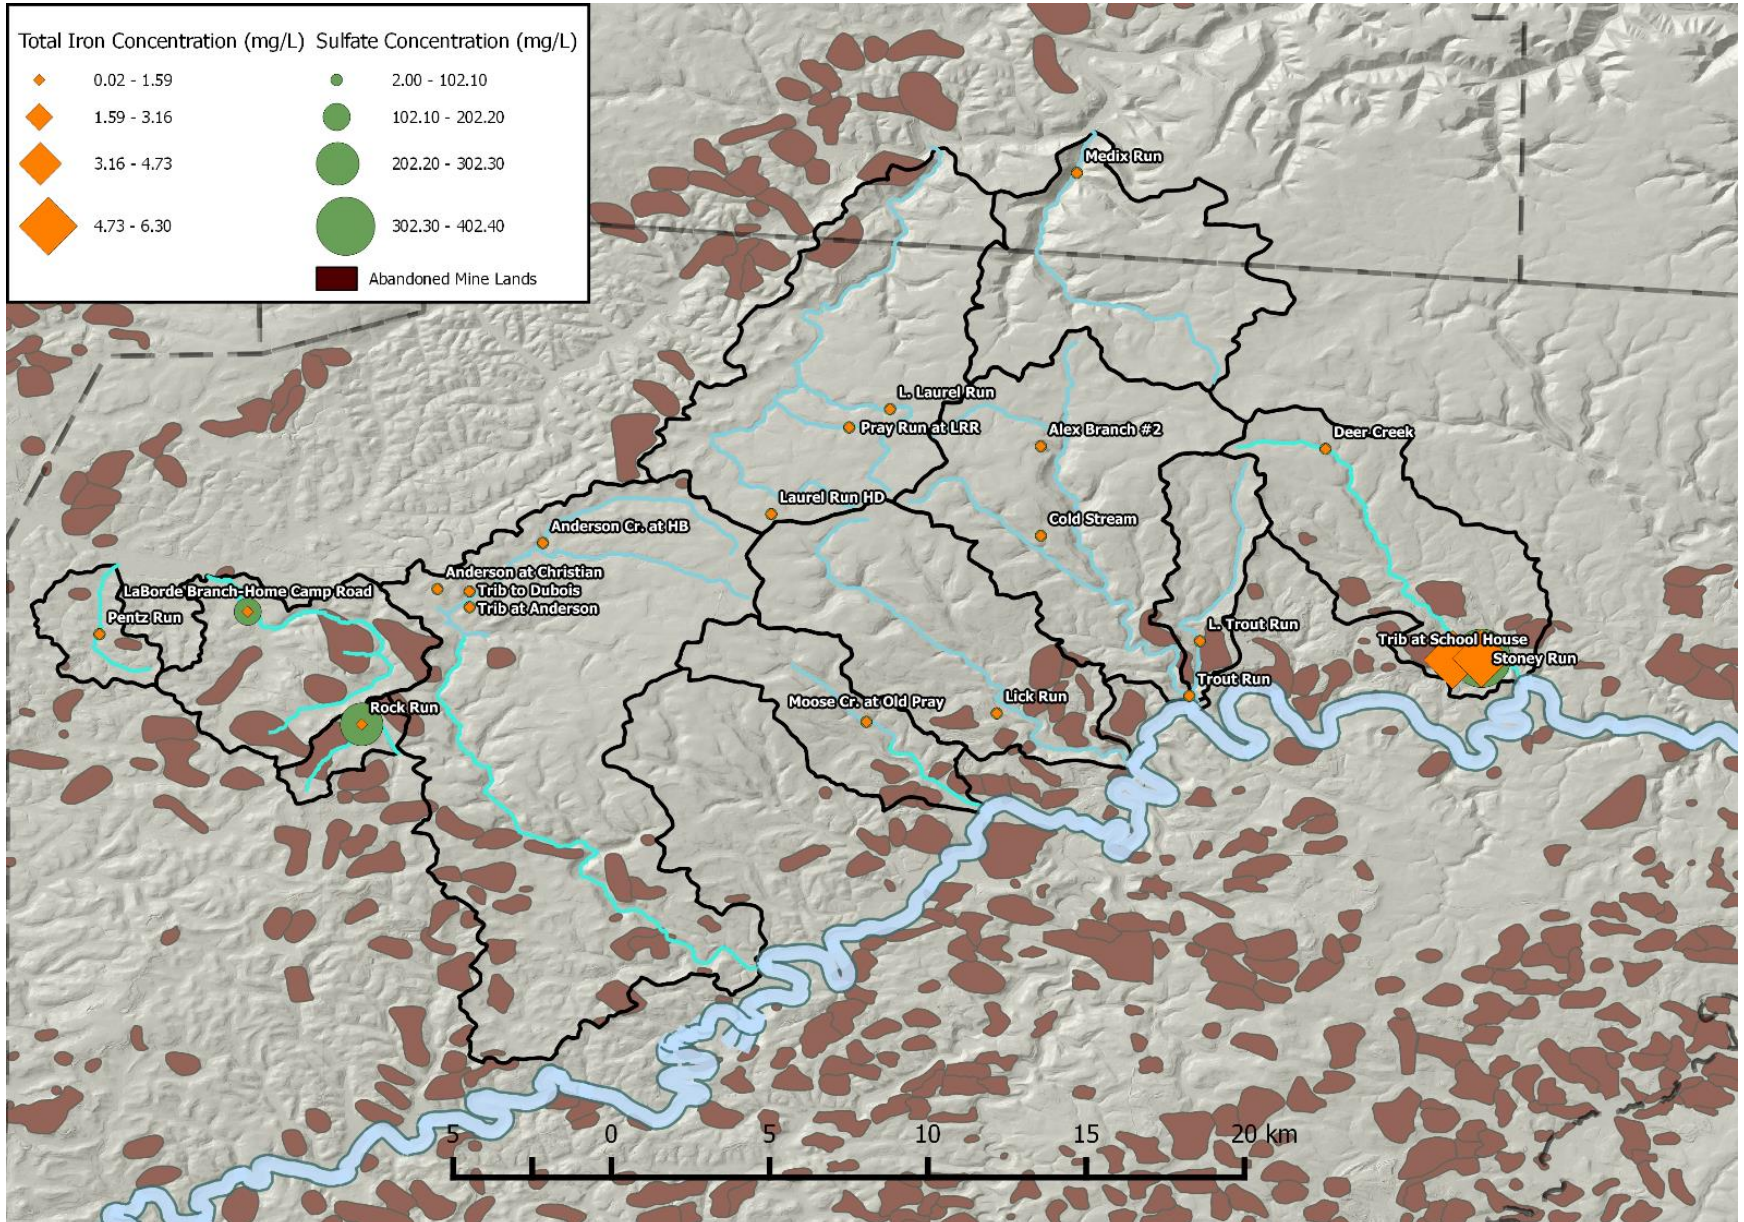 Total Iron Concentration (mg/L) Sulfate Concentration (mg/L)
0.02 - 1.59 2.00 - 102.10
1.59 - 3.16 102.10 - 202.20
3.16 - 4.73 202.20 - 302.30
4.73 - 6.30 302.30 - 402.40
Abandoned Mine Lands
Medix Run
L. Laurel Run
Pray Run at LRR
Alex Branch #2
Deer Creek
Laurel Run HD
Anderson Cr. at HB
Cold Stream
Anderson at Christian
LaBorde Branch-Home Camp Road
Trib to Dubois
Trib at Anderson
Pentz Run
L. Trout Run
Trib at School House
Stoney Run
Trout Run
Moose Cr. at Old Pray
Lick Run
Rock Run
5 0 5 10 15 20 km